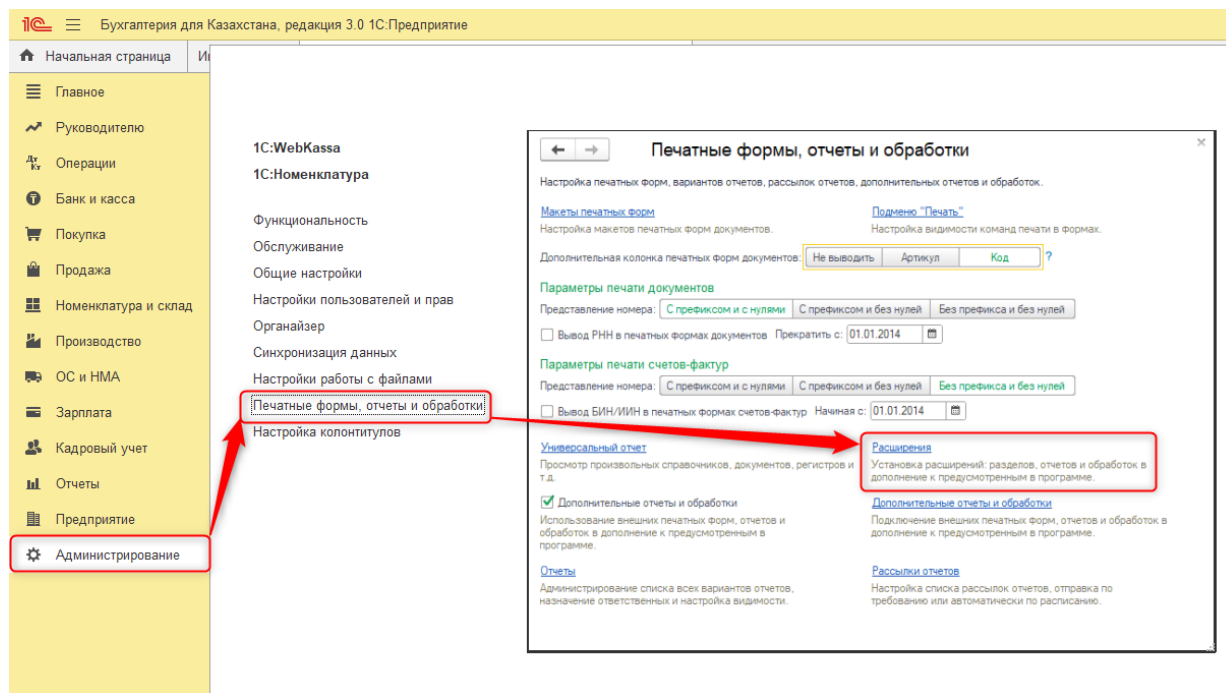 1С Бухгалтерия для Казахстана, редакция 3.0 1С:Предприятие
Начальная страница
Главное
Руководителю
Дт Кт Операции
Банк и касса
Покупка
Продажа
Номенклатура и склад
Производство
ОС и НМА
Зарплата
Кадровый учет
Отчеты
Предприятие
Администрирование
1С:WebKassa
1С:Номенклатура
Функциональность
Обслуживание
Общие настройки
Настройки пользователей и прав
Органайзер
Синхронизация данных
Настройки работы с файлами
Печатные формы, отчеты и обработки
Настройка колонтитулов
Печатные формы, отчеты и обработки
Настройка печатных форм, вариантов отчетов, рассылок отчетов, дополнительных отчетов и обработок.
Макеты печатных форм
Настройка макетов печатных форм документов.
Подменю "Печать"
Настройка видимости команд печати в формах.
Дополнительная колонка печатных форм документов: Не выводить Артикул Код ?
Параметры печати документов
Представление номера: С префиксом и с нулями С префиксом и без нулей Без префикса и без нулей
Вывод РНН в печатных формах документов Прекратить с: 01.01.2014
Параметры печати счетов-фактур
Представление номера: С префиксом и с нулями С префиксом и без нулей Без префикса и без нулей
Вывод БИН/ИИН в печатных формах счетов-фактур Начиная с: 01.01.2014
Универсальный отчет
Просмотр произвольных справочников, документов, регистров и
т.д.
Расширения
Установка расширений: разделов, отчетов и обработок в
дополнение к предусмотренным в программе.
Дополнительные отчеты и обработки
Использование внешних печатных форм, отчетов и
обработок в дополнение к предусмотренным в
программе.
Дополнительные отчеты и обработки
Подключение внешних печатных форм, отчетов и обработок в
дополнение к предусмотренным в программе.
Отчеты
Администрирование списка всех вариантов отчетов,
назначение ответственных и настройка видимости.
Рассылки отчетов
Настройка списка рассылок отчетов, отправка по
требованию или автоматически по расписанию.